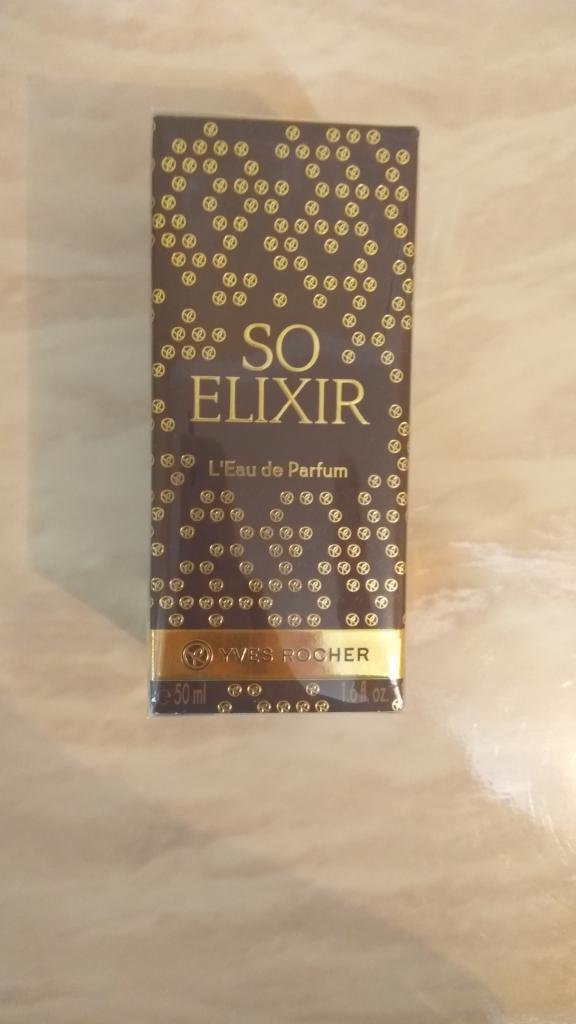 SO
ELIXIR
L'Eau de Parfum
YVES ROCHER
e 50 ml 1.6 fl. oz.